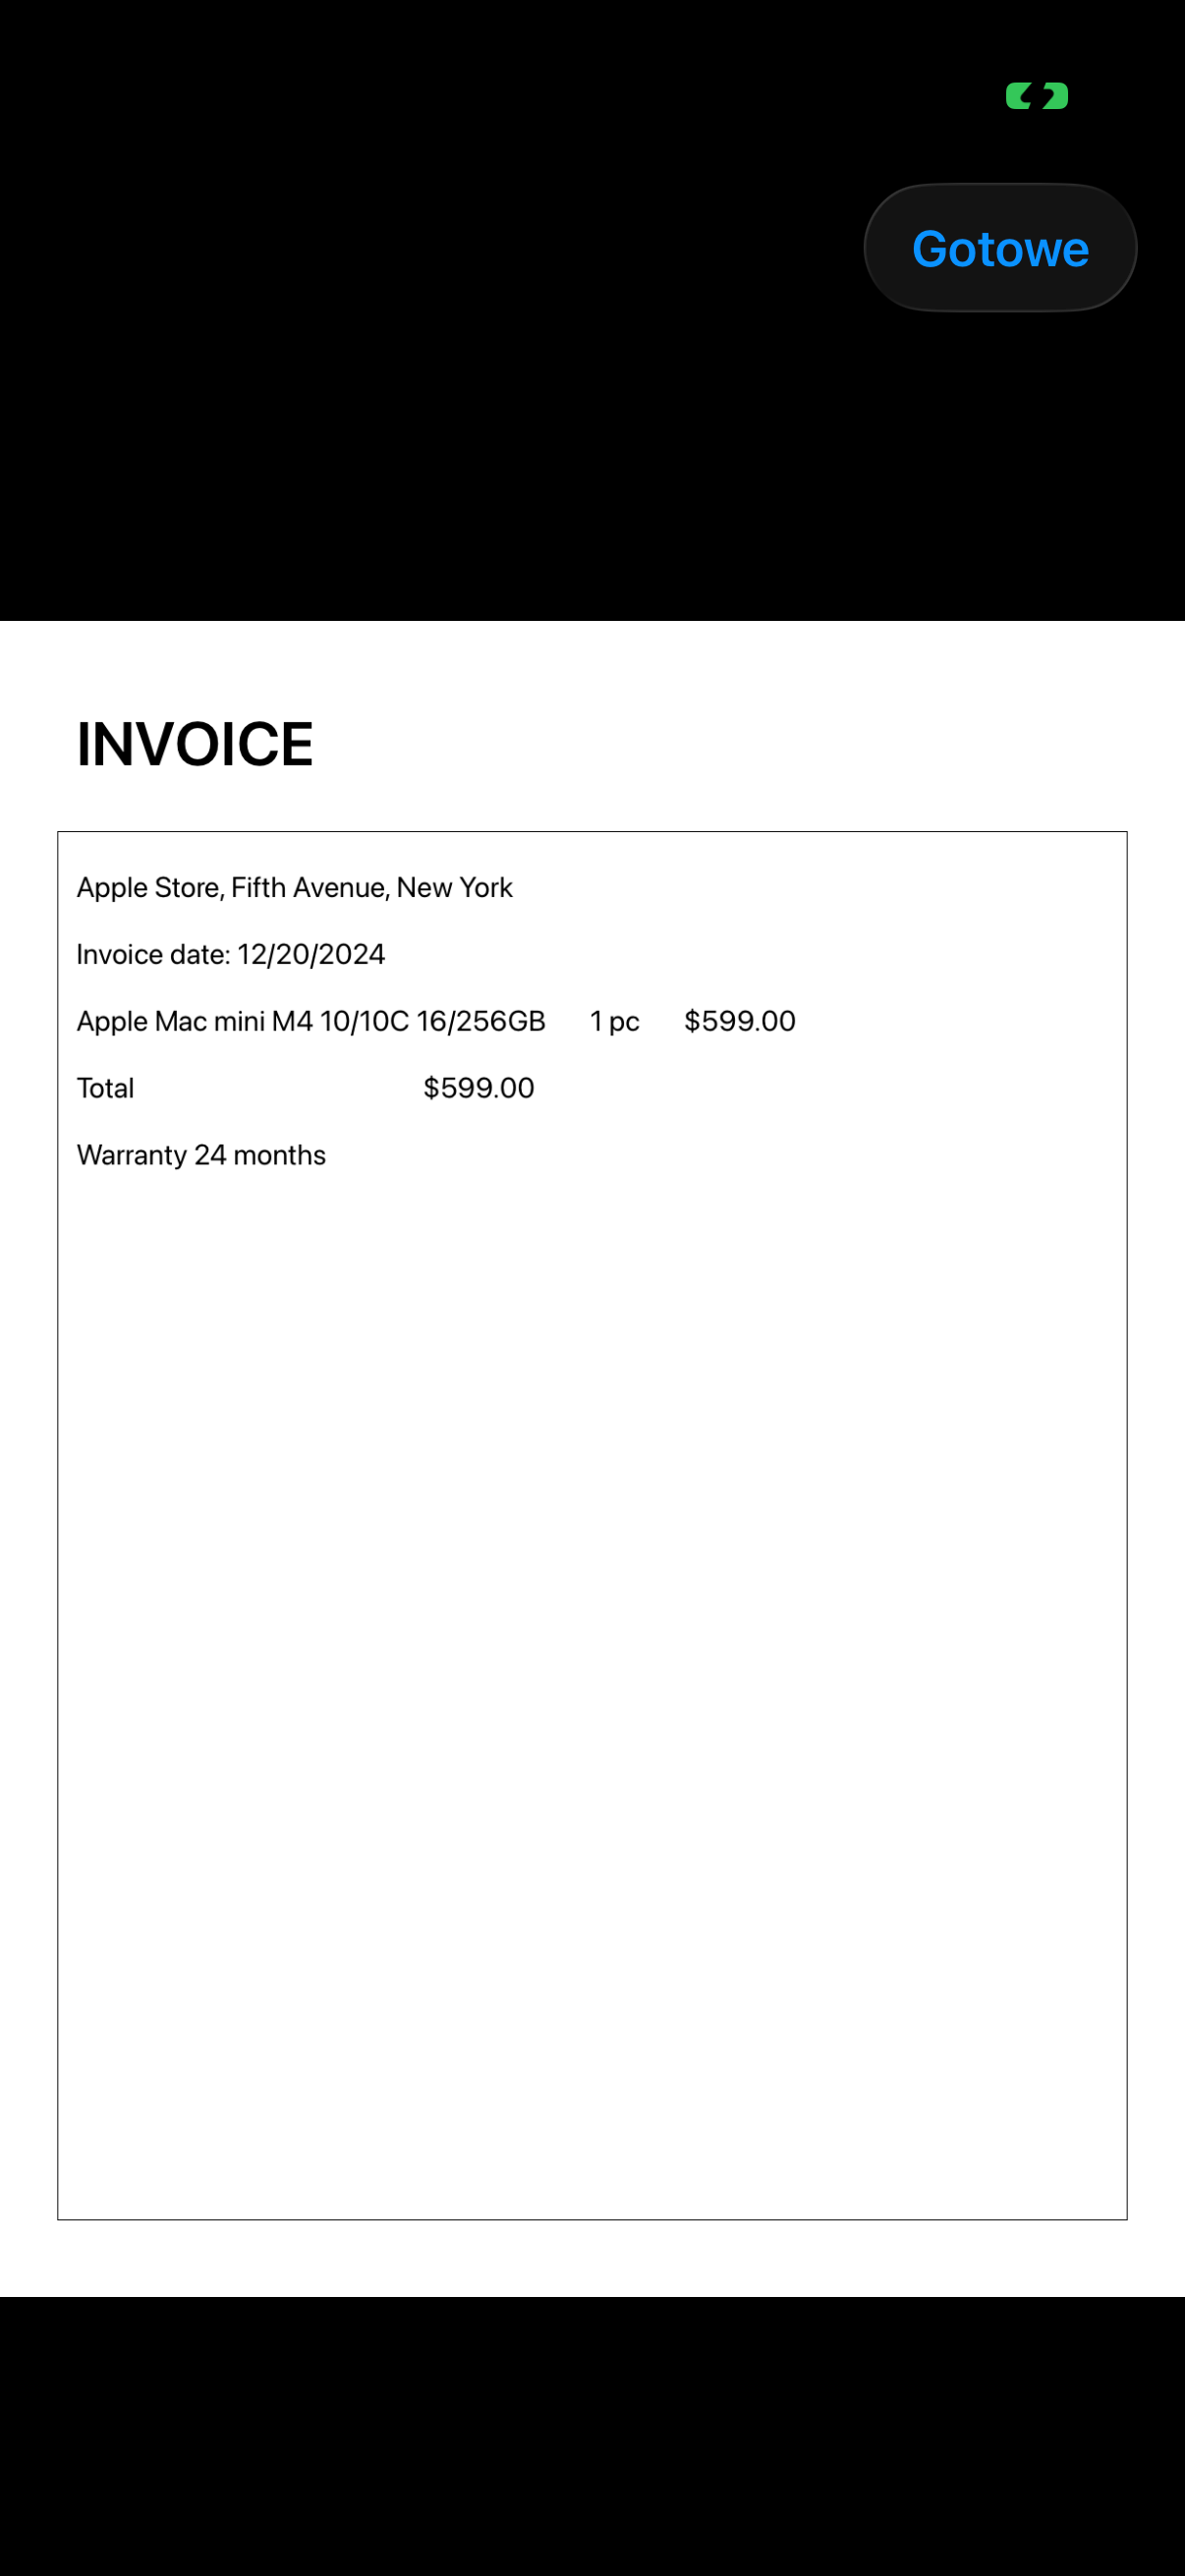 Gotowe
INVOICE
Apple Store, Fifth Avenue, New York
Invoice date: 12/20/2024
Apple Mac mini M4 10/10C 16/256GB 1 pc $599.00
Total $599.00
Warranty 24 months